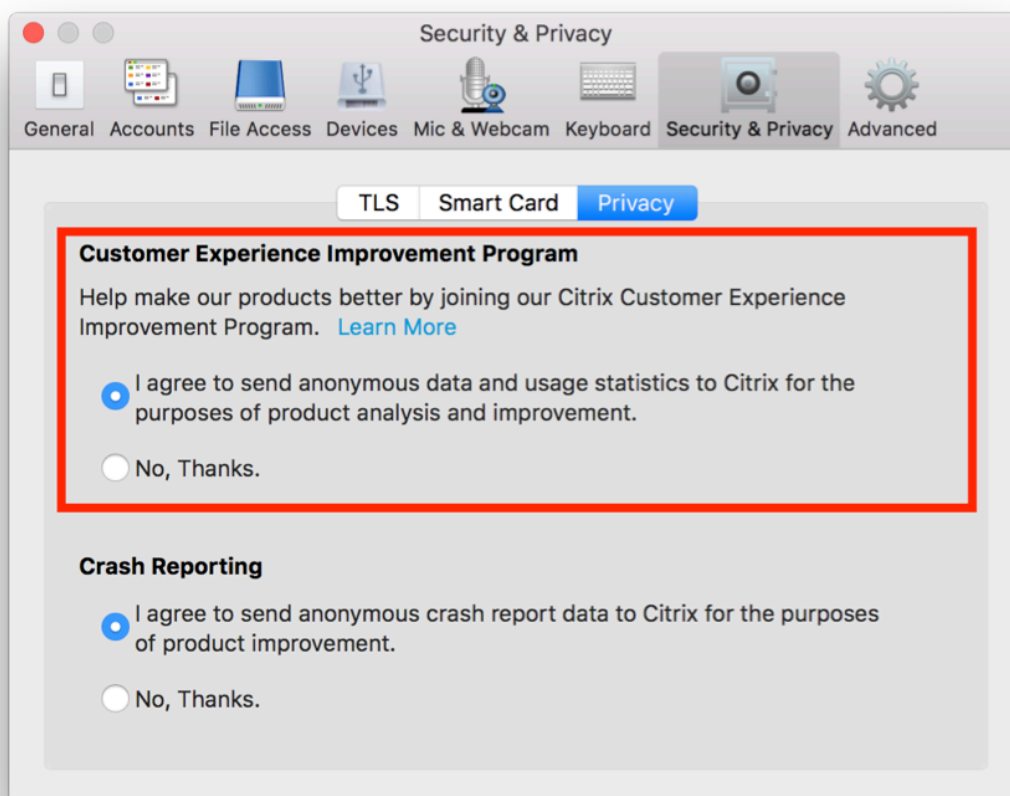 Security & Privacy
General Accounts File Access Devices Mic & Webcam Keyboard Security & Privacy Advanced
TLS Smart Card Privacy
Customer Experience Improvement Program
Help make our products better by joining our Citrix Customer Experience
Improvement Program. Learn More
I agree to send anonymous data and usage statistics to Citrix for the
purposes of product analysis and improvement.
No, Thanks.
Crash Reporting
I agree to send anonymous crash report data to Citrix for the purposes
of product improvement.
No, Thanks.